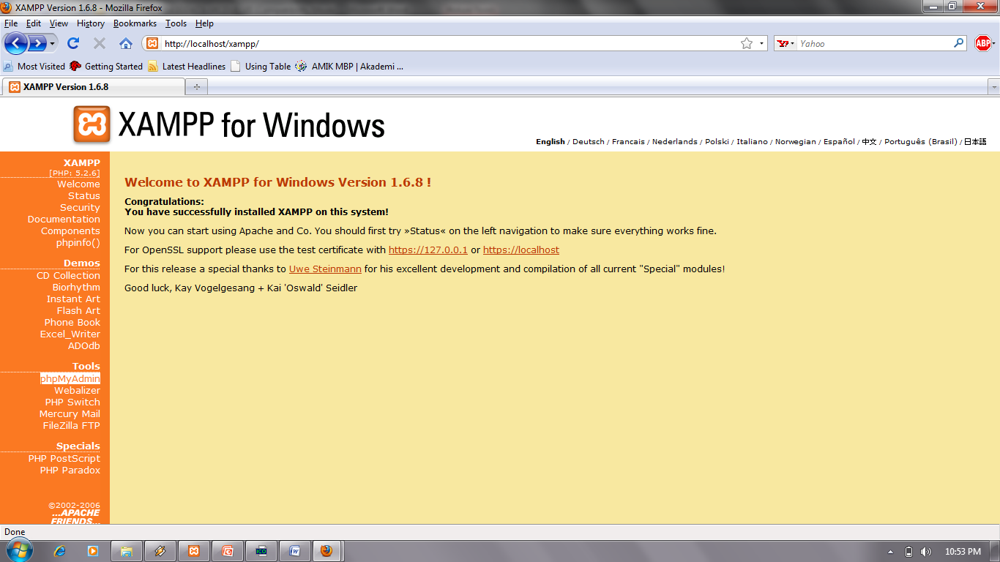 XAMPP Version 1.6.8 - Mozilla Firefox
File Edit View History Bookmarks Tools Help
http://localhost/xampp/
Yahoo
ABP
Most Visited Getting Started Latest Headlines Using Table AMIK MBP | Akademi ...
XAMPP Version 1.6.8
XAMPP for Windows
English / Deutsch / Francais / Nederlands / Polski / Italiano / Norwegian / Español / 中文 / Português (Brasil) / 日本語
XAMPP
[PHP: 5.2.6]
Welcome
Status
Security
Documentation
Components
phpinfo()
Demos
CD Collection
Biorhythm
Instant Art
Flash Art
Phone Book
Excel_Writer
ADOdb
Tools
phpMyAdmin
Webalizer
PHP Switch
Mercury Mail
FileZilla FTP
Specials
PHP PostScript
PHP Paradox
©2002-2006
...APACHE
FRIENDS...
Welcome to XAMPP for Windows Version 1.6.8 !
Congratulations:
You have successfully installed XAMPP on this system!
Now you can start using Apache and Co. You should first try »Status« on the left navigation to make sure everything works fine.
For OpenSSL support please use the test certificate with https://127.0.0.1 or https://localhost
For this release a special thanks to Uwe Steinmann for his excellent development and compilation of all current "Special" modules!
Good luck, Kay Vogelgesang + Kai 'Oswald' Seidler
Done
10:53 PM